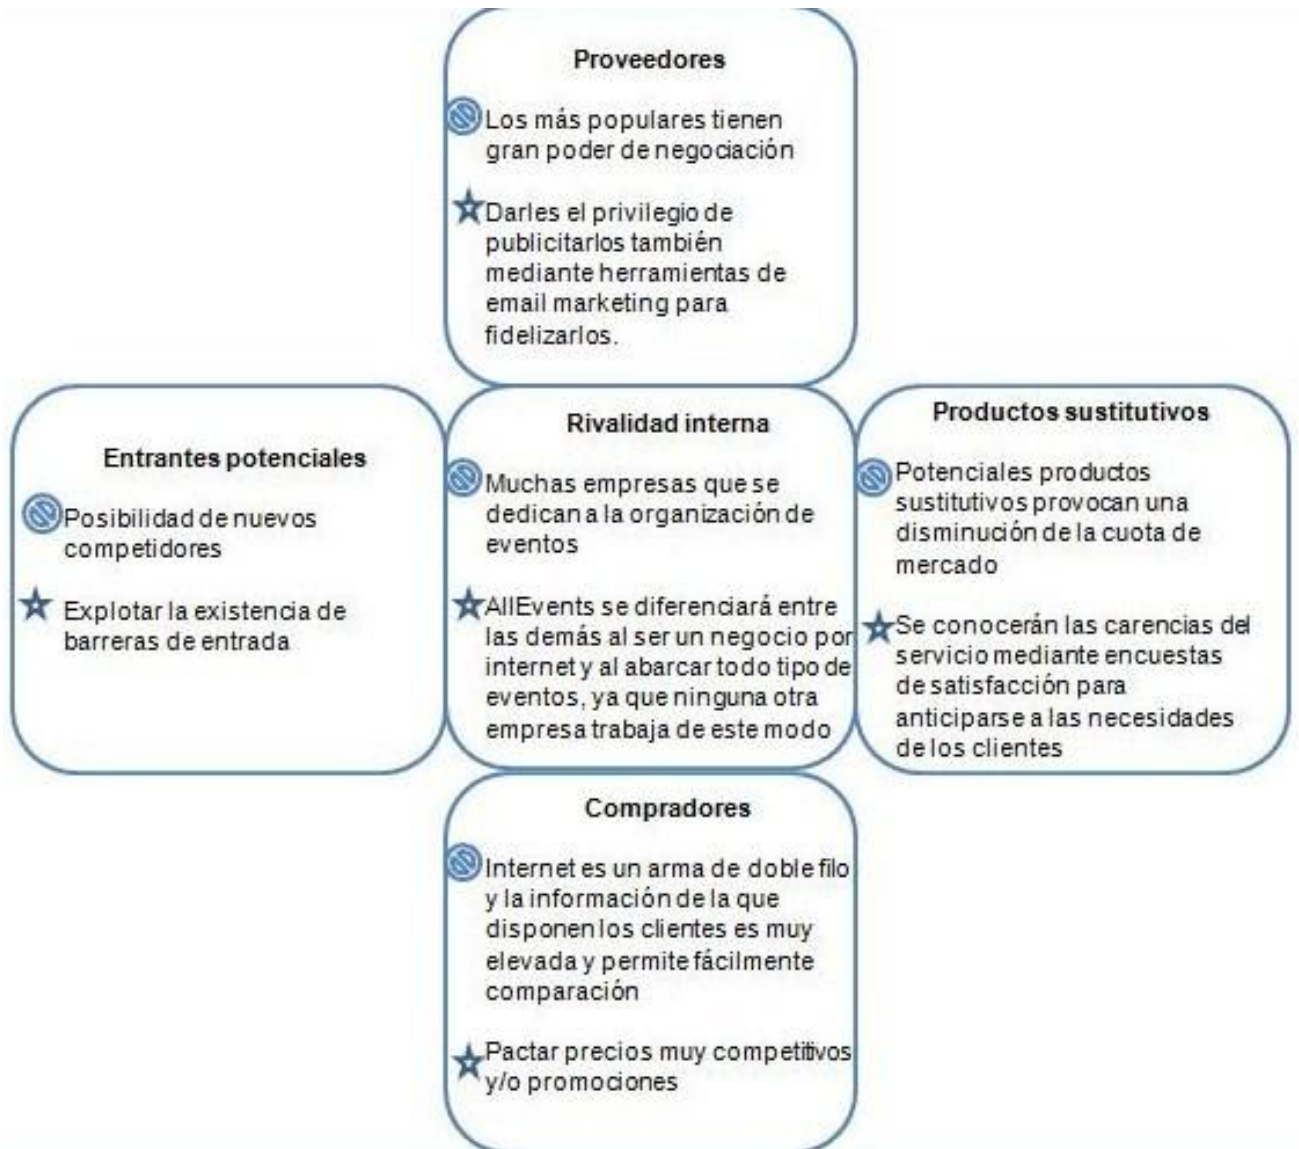 Proveedores
Los más populares tienen
gran poder de negociación
Darles el privilegio de
publicitarlos también
mediante herramientas de
email marketing para
fidelizarlos.
Entrantes potenciales
Posibilidad de nuevos
competidores
Explotar la existencia de
barreras de entrada
Rivalidad interna
Muchas empresas que se
dedican a la organización de
eventos
AllEvents se diferenciará entre
las demás al ser un negocio por
internet y al abarcar todo tipo de
eventos, ya que ninguna otra
empresa trabaja de este modo
Productos sustitutivos
Potenciales productos
sustitutivos provocan una
disminución de la cuota de
mercado
Se conocerán las carencias del
servicio mediante encuestas
de satisfacción para
anticiparse a las necesidades
de los clientes
Compradores
Internet es un arma de doble filo
y la información de la que
disponen los clientes es muy
elevada y permite fácilmente
comparación
Pactar precios muy competitivos
y/o promociones